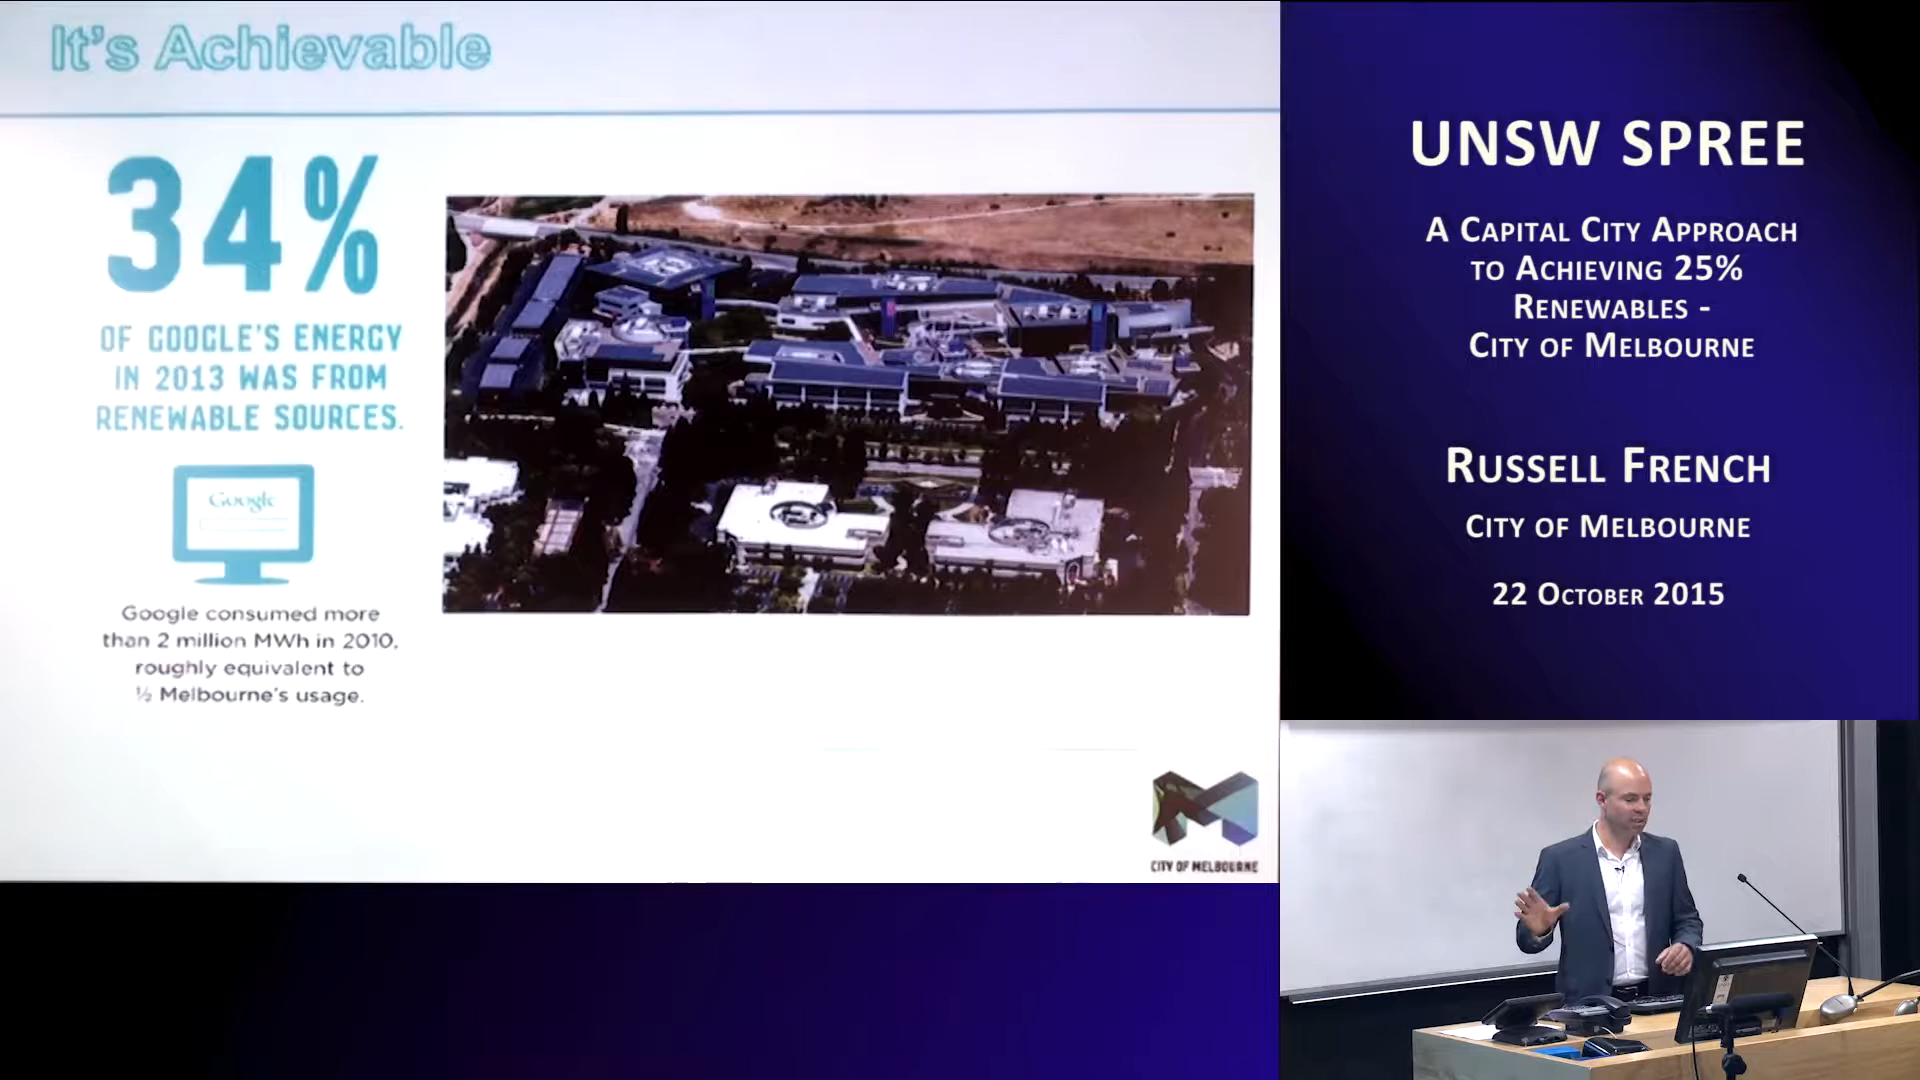 It's Achievable
34%
OF GOOGLE'S ENERGY
IN 2013 WAS FROM
RENEWABLE SOURCES.
Google
Google consumed more
than 2 million MWh in 2010,
roughly equivalent to
½ Melbourne's usage.
CITY OF MELBOURNE
UNSW SPREE
A CAPITAL CITY APPROACH
TO ACHIEVING 25%
RENEWABLES -
CITY OF MELBOURNE
RUSSELL FRENCH
CITY OF MELBOURNE
22 OCTOBER 2015